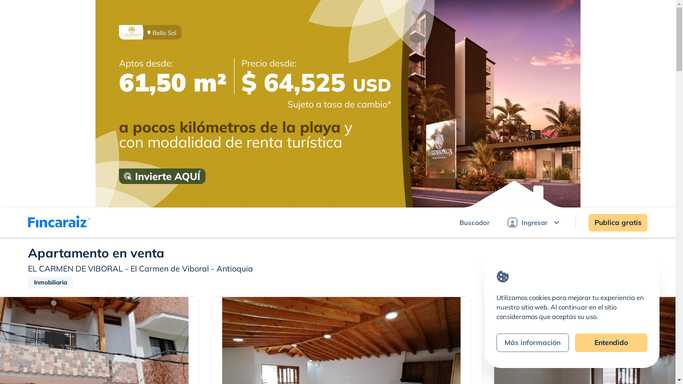 Bello Sol
Aptos desde:
61,50 m²
Precio desde:
$ 64,525 USD
Sujeto a tasa de cambio*
a pocos kilómetros de la playa y
con modalidad de renta turística
Invierte AQUÍ
Fincaraiz
Buscador
Ingresar
Publica gratis
Apartamento en venta
EL CARMEN DE VIBORAL - El Carmen de Viboral - Antioquia
Inmobiliaria
Utilizamos cookies para mejorar tu experiencia en
nuestro sitio web. Al continuar en el sitio
consideramos que aceptas su uso.
Más información
Entendido